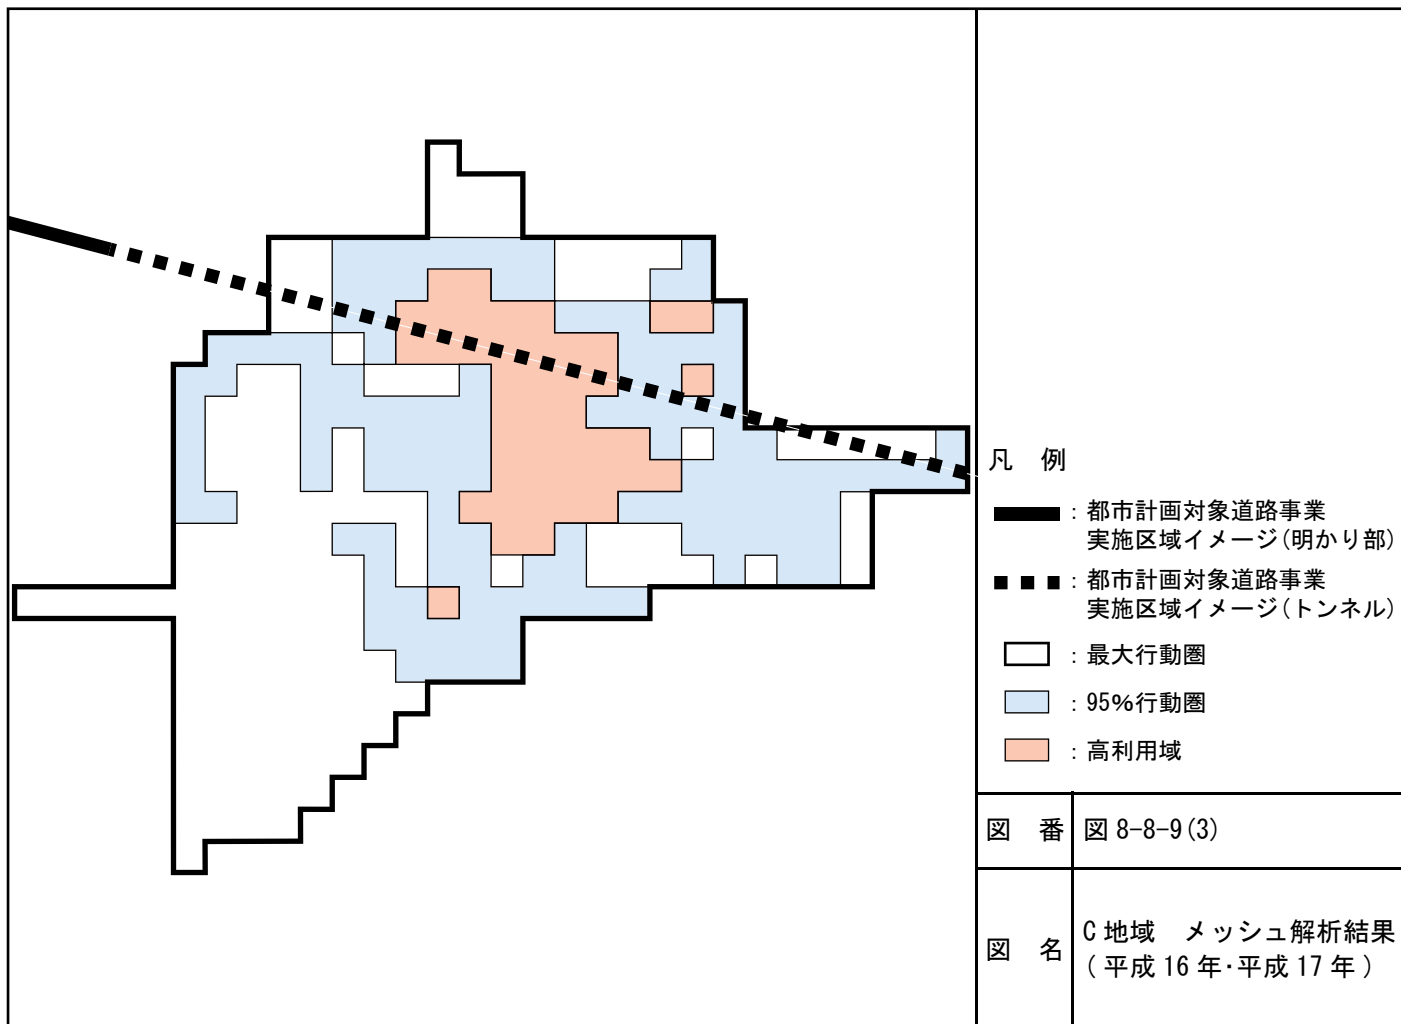 凡　例
：都市計画対象道路事業
実施区域イメージ(明かり部)
：都市計画対象道路事業
実施区域イメージ(トンネル)
：最大行動圏
：95%行動圏
：高利用域
図　番　図 8-8-9(3)
図　名　C 地域　メッシュ解析結果
( 平成 16 年・平成 17 年 )